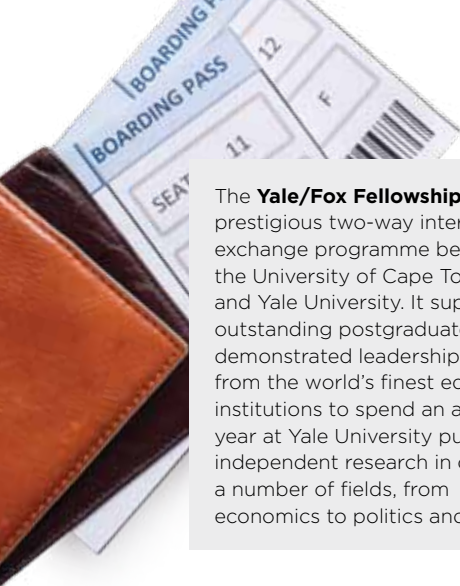 BOARDING P
12
F
BOARDING PASS
SEAT 11
The Yale/Fox Fellowship
prestigious two-way
exchange programme
the University of Cape
and Yale University. It
outstanding
demonstrated leadership
from the world's finest
institutions to spend an
year at Yale University
independent research in
a number of fields, from
economics to politics